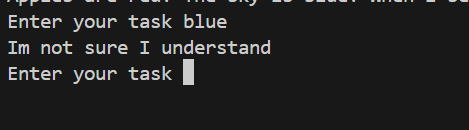 Enter your task blue
Im not sure I understand
Enter your task